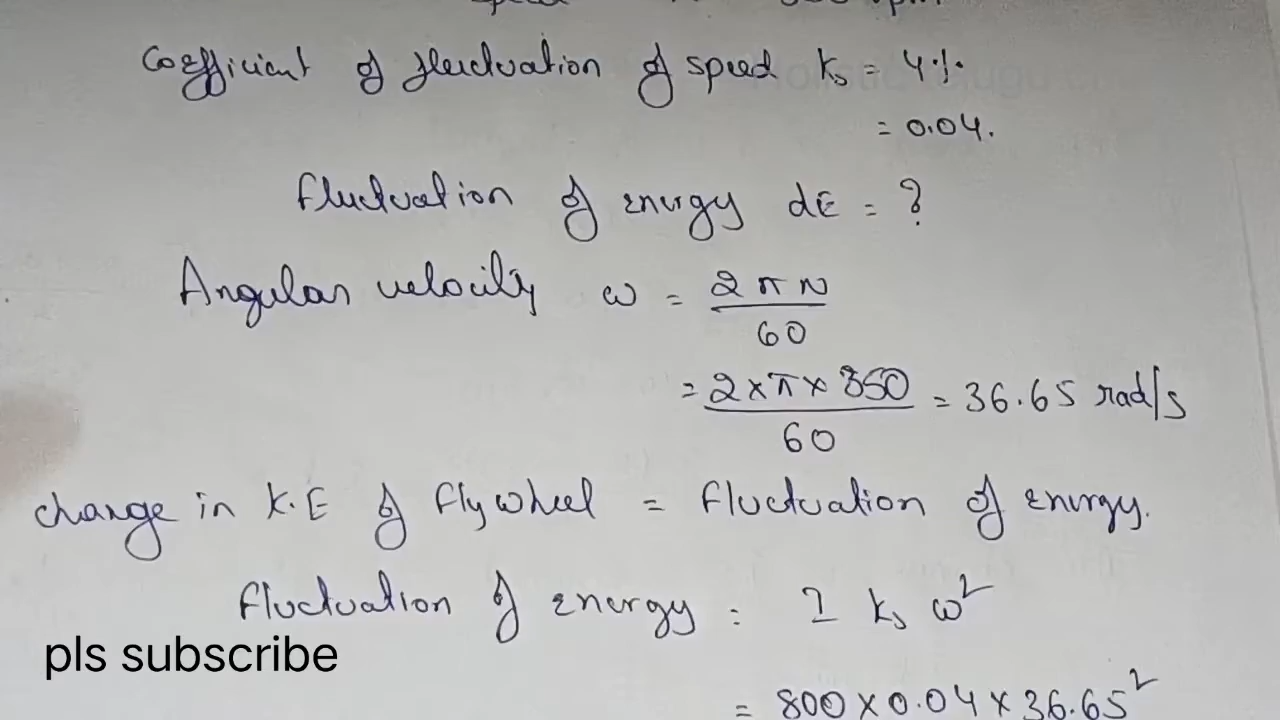 Coefficient of fluctuation of speed Ks = 4%
= 0.04.
Fluctuation of energy dE = ?
Angular velocity ω = 2πN / 60
= 2×π×350 / 60 = 36.65 rad/s
change in K.E of flywheel = Fluctuation of energy.
Fluctuation of energy = I ks ω²
pls subscribe
= 800×0.04×36.65²